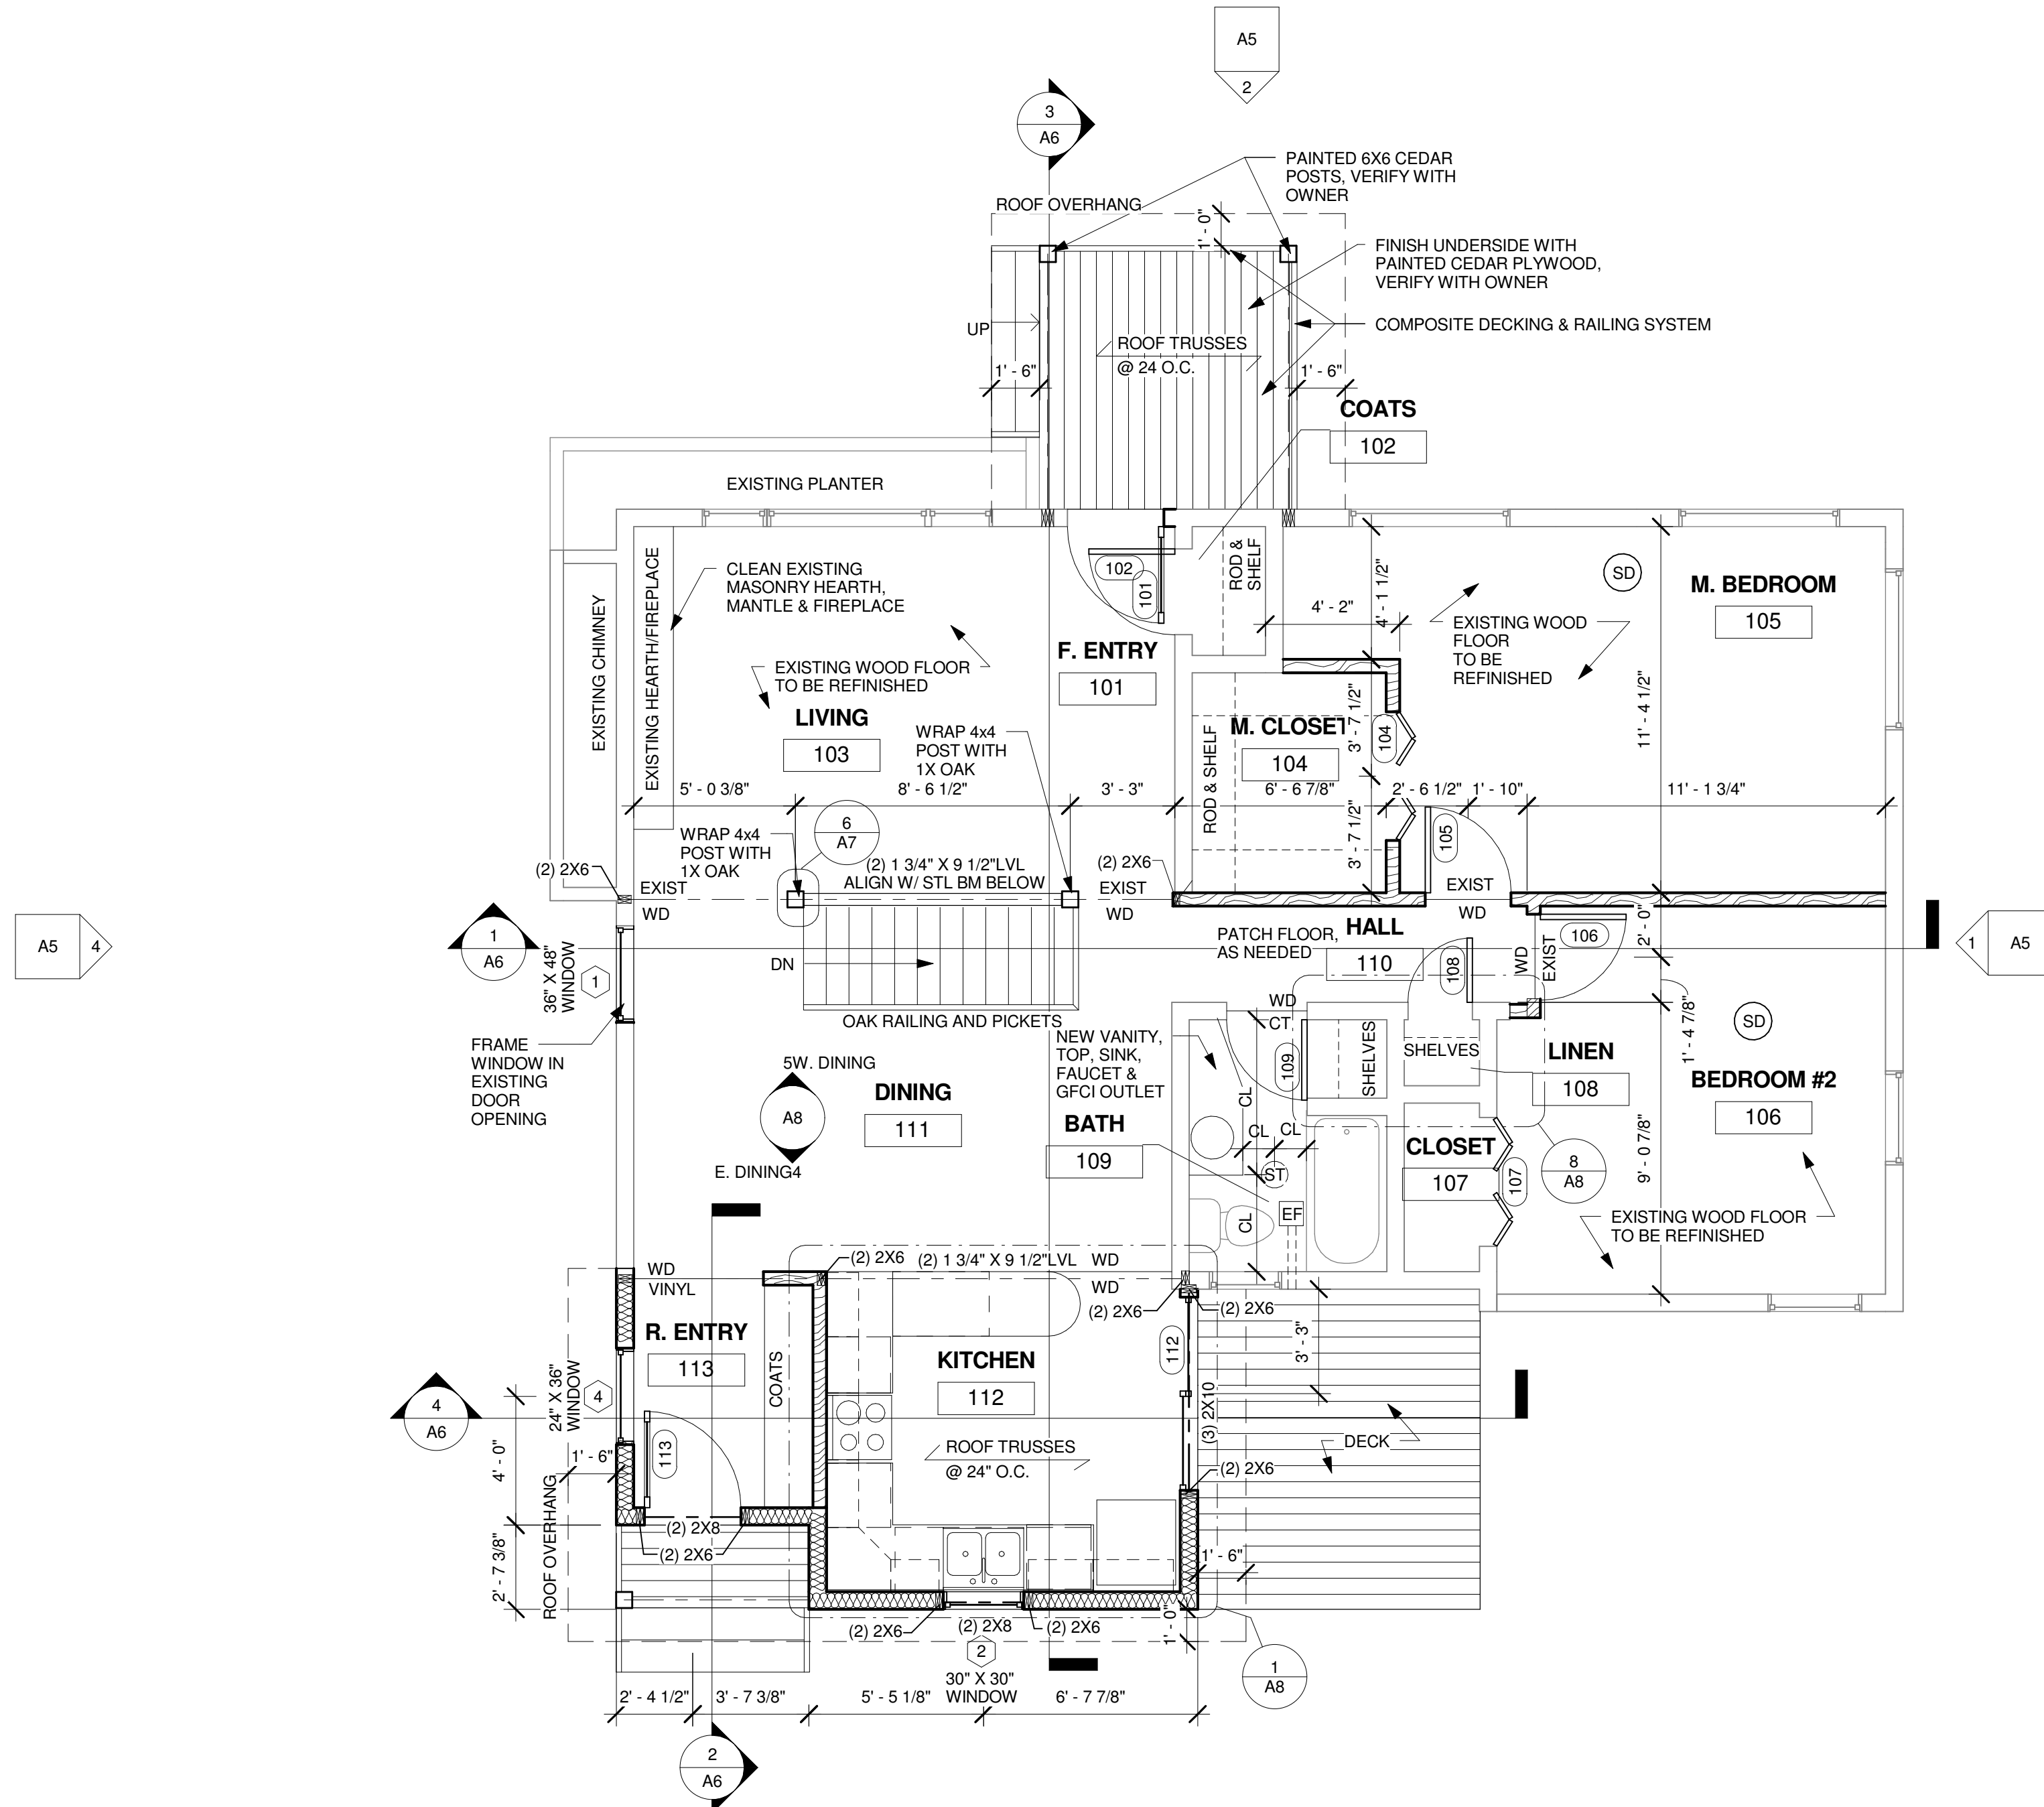 A5
2
3
A6
PAINTED 6X6 CEDAR
POSTS, VERIFY WITH
OWNER
ROOF OVERHANG
1' - 0"
FINISH UNDERSIDE WITH
PAINTED CEDAR PLYWOOD,
VERIFY WITH OWNER
UP
COMPOSITE DECKING & RAILING SYSTEM
ROOF TRUSSES
@ 24 O.C.
1' - 6"
1' - 6"
COATS
102
EXISTING PLANTER
EXISTING CHIMNEY
EXISTING HEARTH/FIREPLACE
CLEAN EXISTING
MASONRY HEARTH,
MANTLE & FIREPLACE
102
101
ROD &
SHELF
4' - 2"
4' - 1 1/2"
SD
M. BEDROOM
105
EXISTING WOOD
FLOOR
TO BE
REFINISHED
F. ENTRY
101
EXISTING WOOD FLOOR
TO BE REFINISHED
LIVING
103
WRAP 4x4
POST WITH
1X OAK
ROD & SHELF
M. CLOSET
104
3' - 7 1/2"
104
11' - 4 1/2"
5' - 0 3/8"
8' - 6 1/2"
3' - 3"
6' - 6 7/8"
2' - 6 1/2"
1' - 10"
11' - 1 3/4"
6
A7
WRAP 4x4
POST WITH
1X OAK
3' - 7 1/2"
105
(2) 2X6
(2) 1 3/4" X 9 1/2"LVL
ALIGN W/ STL BM BELOW
(2) 2X6
EXIST
WD
EXIST
WD
EXIST
WD
A5
4
1
A6
36" X 48"
WINDOW
1
DN
PATCH FLOOR,
AS NEEDED
HALL
110
108
WD
EXIST
106
2' - 0"
1
A5
OAK RAILING AND PICKETS
WD
CT
1' - 4 7/8"
SD
FRAME
WINDOW IN
EXISTING
DOOR
OPENING
NEW VANITY,
TOP, SINK,
FAUCET &
GFCI OUTLET
109
SHELVES
SHELVES
LINEN
108
BEDROOM #2
106
5W. DINING
A8
E. DINING4
DINING
111
BATH
109
CL
CL
CL
ST
CL
EF
CLOSET
107
107
8
A8
9' - 0 7/8"
EXISTING WOOD FLOOR
TO BE REFINISHED
WD
VINYL
(2) 2X6
(2) 1 3/4" X 9 1/2"LVL
WD
WD
(2) 2X6
(2) 2X6
R. ENTRY
113
COATS
KITCHEN
112
112
3' - 3"
24" X 36"
WINDOW
4
4
A6
4' - 0"
1' - 6"
113
(3) 2X10
DECK
ROOF TRUSSES
@ 24" O.C.
(2) 2X6
ROOF OVERHANG
2' - 7 3/8"
(2) 2X8
(2) 2X6
1' - 6"
1' - 0"
(2) 2X6
(2) 2X8
(2) 2X6
2
30" X 30"
WINDOW
1
A8
2' - 4 1/2"
3' - 7 3/8"
5' - 5 1/8"
6' - 7 7/8"
2
A6